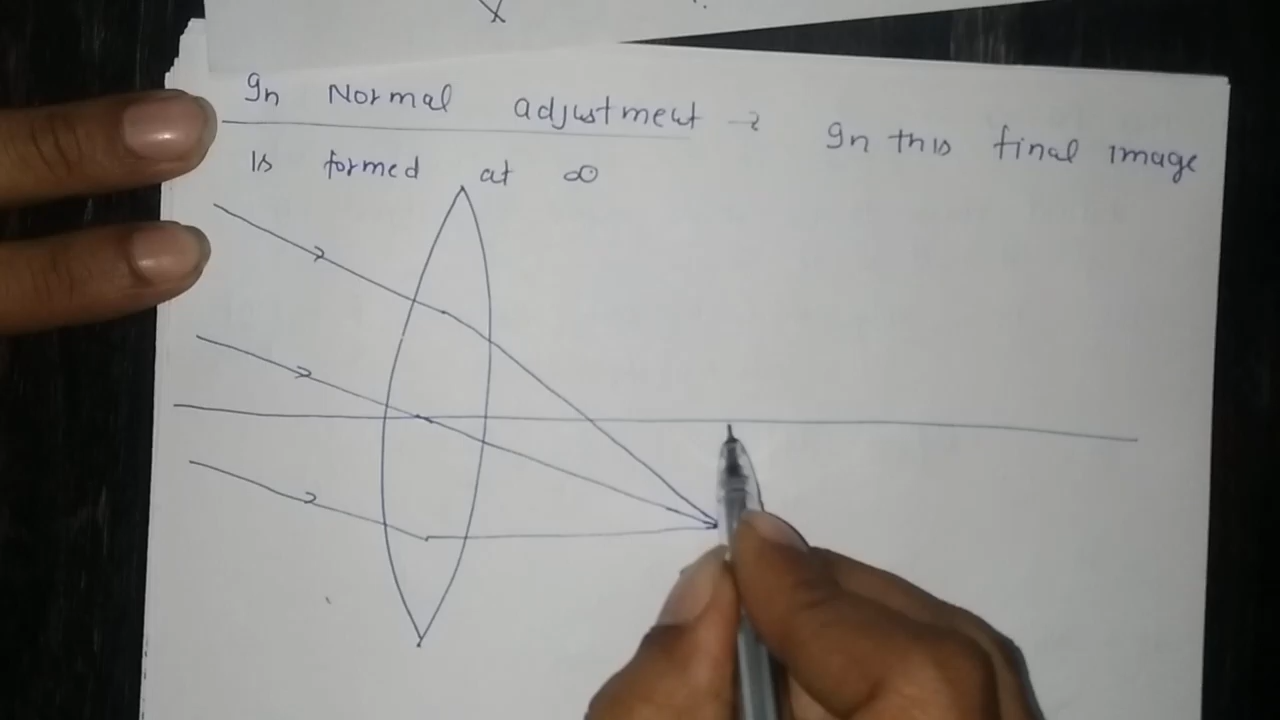 In Normal adjustment → In this final image
is formed at ∞